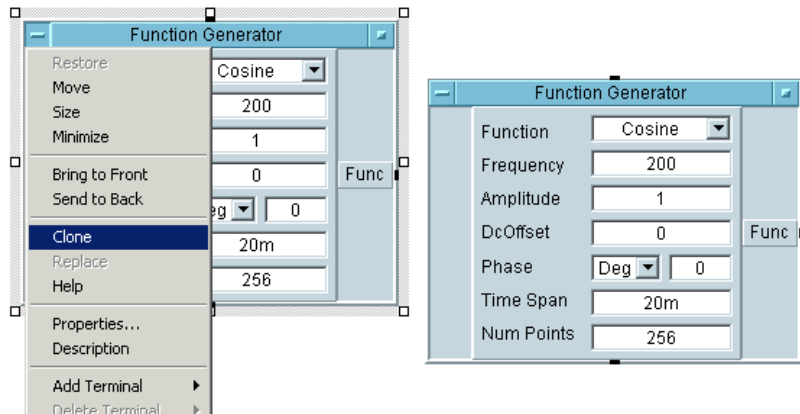 Function Generator
Restore
Move
Size
Minimize
Bring to Front
Send to Back
Clone
Replace
Help
Properties...
Description
Add Terminal
Delete Terminal
Cosine
200
1
0
eg 0
20m
256
Func
Function Generator
Function Cosine
Frequency 200
Amplitude 1
DcOffset 0
Phase Deg 0
Time Span 20m
Num Points 256
Func